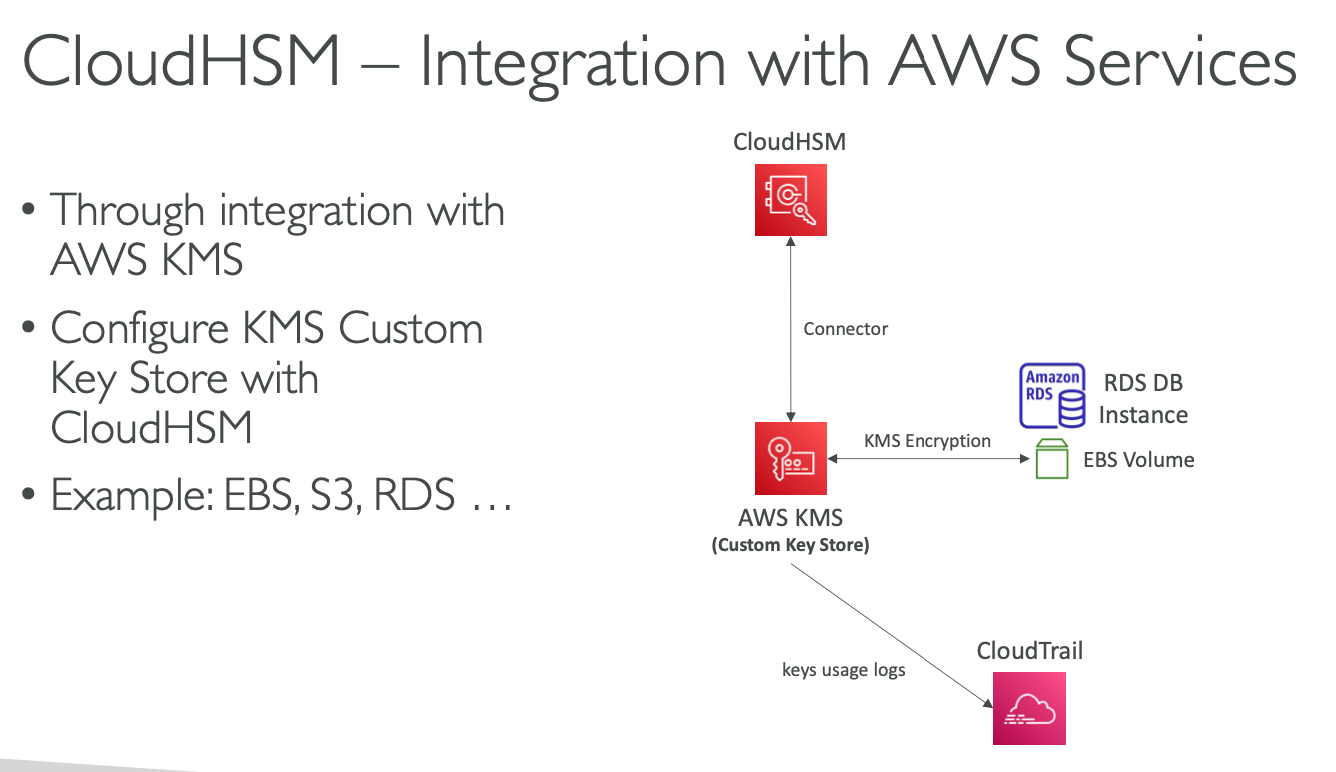 CloudHSM – Integration with AWS Services
• Through integration with
AWS KMS
• Configure KMS Custom
Key Store with
CloudHSM
• Example: EBS, S3, RDS …
CloudHSM
Connector
Amazon
RDS
RDS DB
Instance
KMS Encryption
EBS Volume
AWS KMS
(Custom Key Store)
keys usage logs
CloudTrail